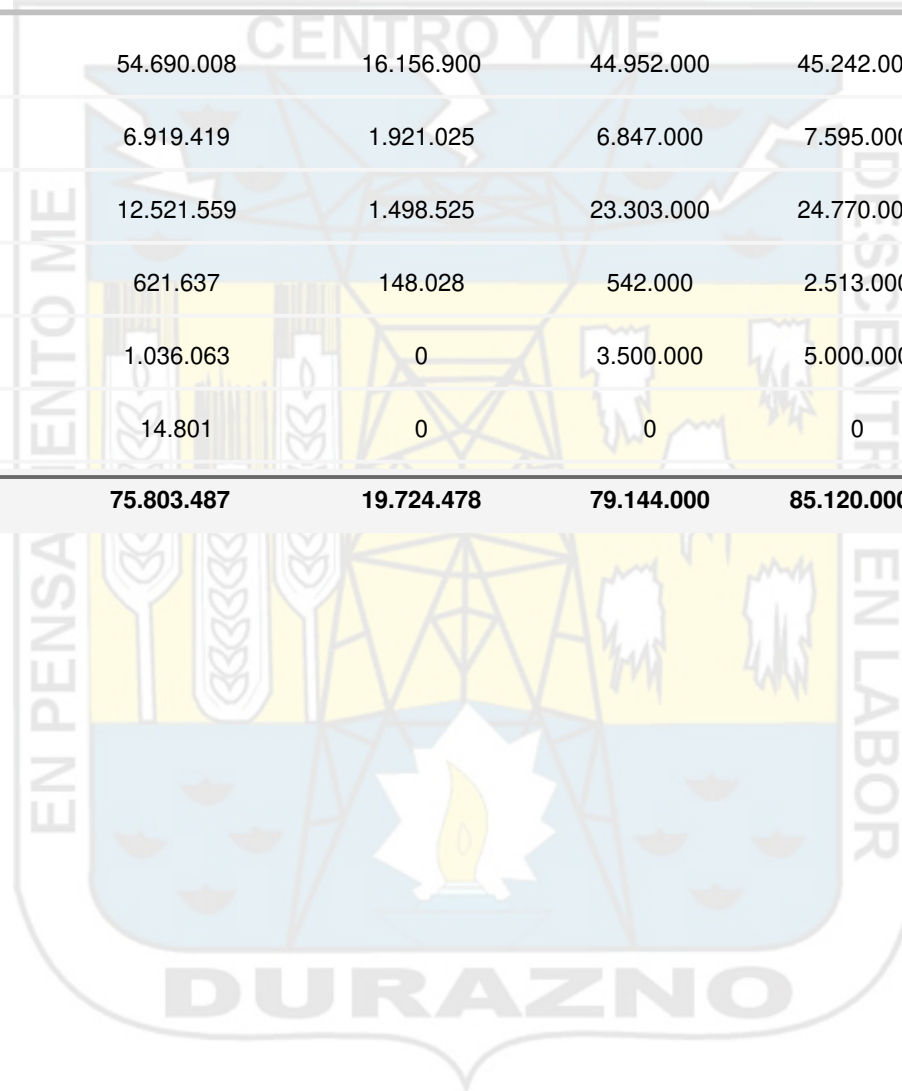 CENTRO Y ME
54.690.008 16.156.900 44.952.000 45.242.00
6.919.419 1.921.025 6.847.000 7.595.000
12.521.559 1.498.525 23.303.000 24.770.00
621.637 148.028 542.000 2.513.000
1.036.063 0 3.500.000 5.000.000
14.801 0 0 0
75.803.487 19.724.478 79.144.000 85.120.000
EN PENSAMIENTO ME
DESCENTR EN LABOR
DURAZNO